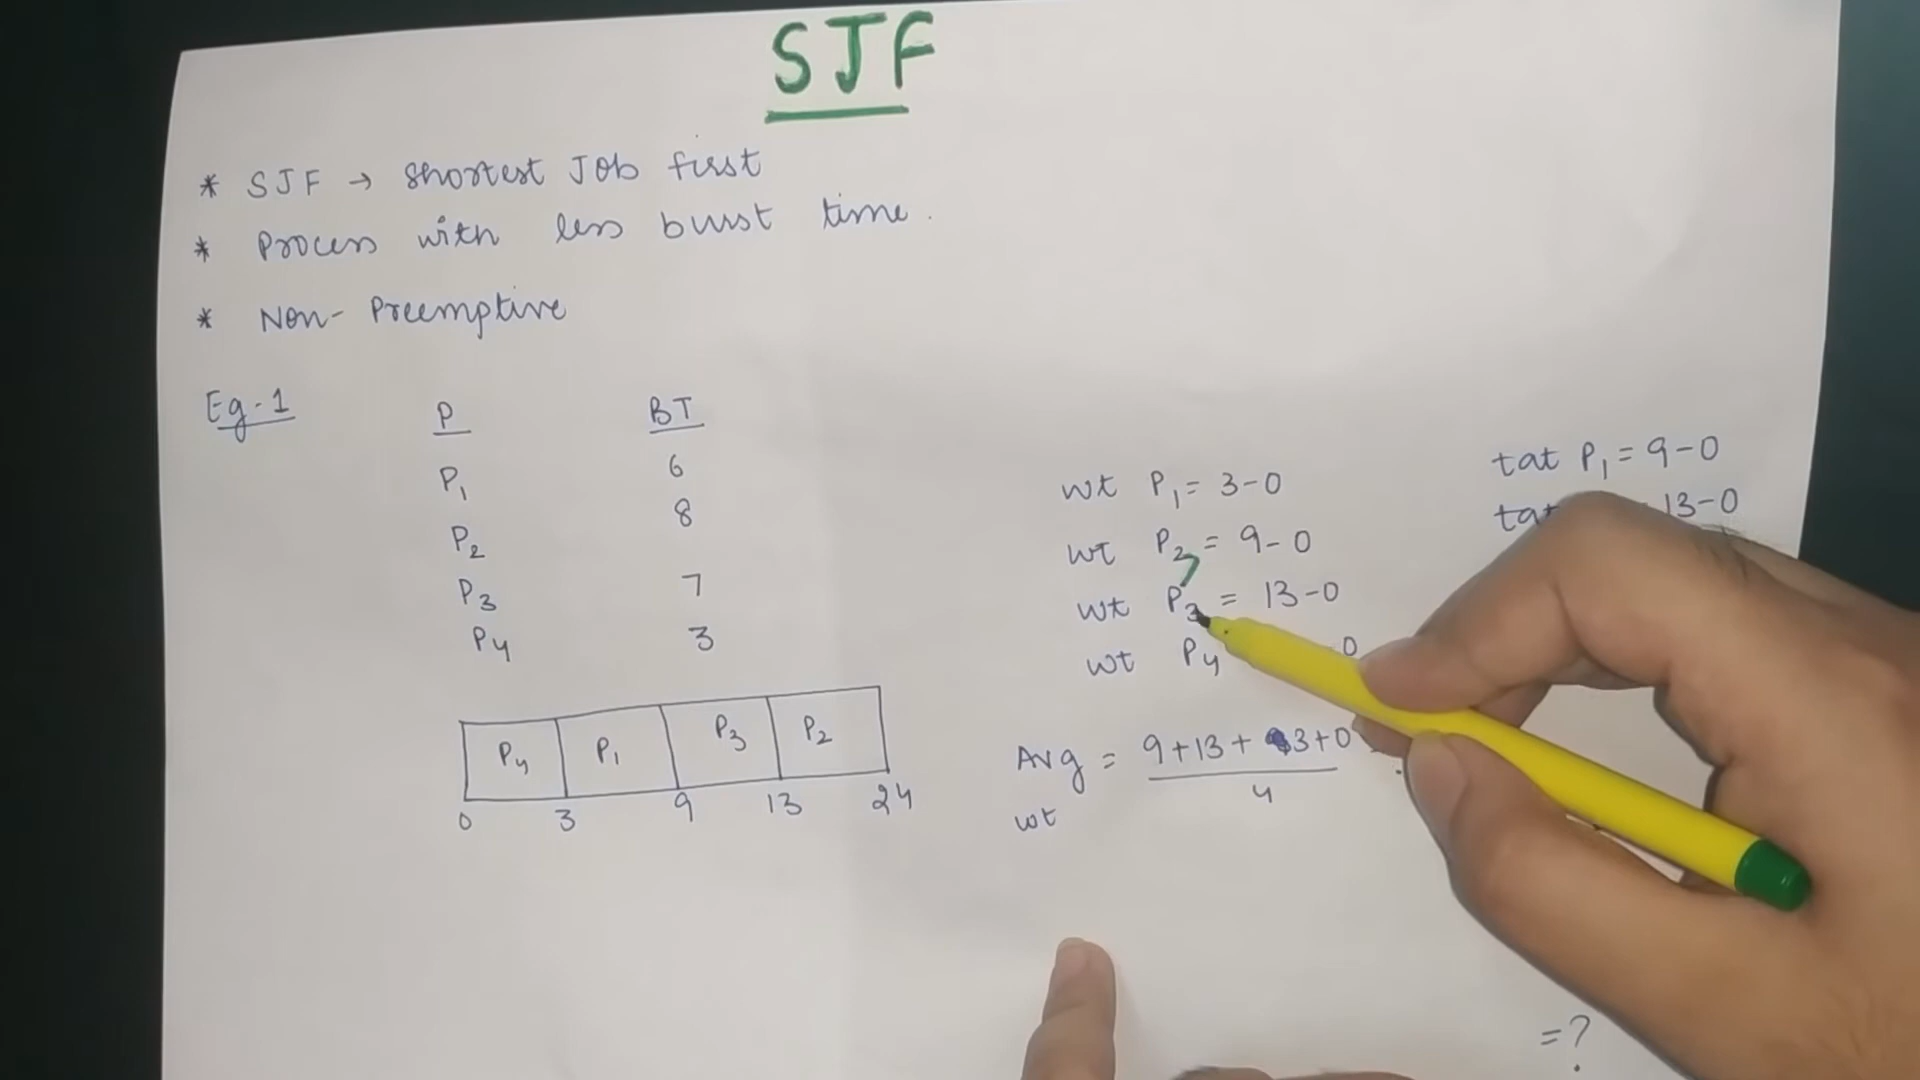 SJF
* SJF → Shortest Job first
* Process with less burst time.
* Non-Preemptive
Eg-1
P BT
P1 6
P2 8
P3 7
P4 3
P4 P1 P3 P2
0 3 9 13 24
wt P1 = 3-0
wt P2 = 9-0
wt P3 = 13-0
wt P4 0
Avg wt = 9+13+3+0
4
tat P1 = 9-0
tat 13-0
=?